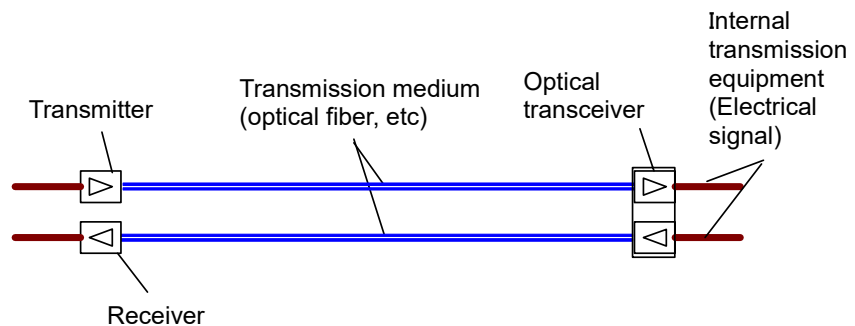 Transmitter
Transmission medium
(optical fiber, etc)
Optical
transceiver
Internal
transmission
equipment
(Electrical
signal)
Receiver